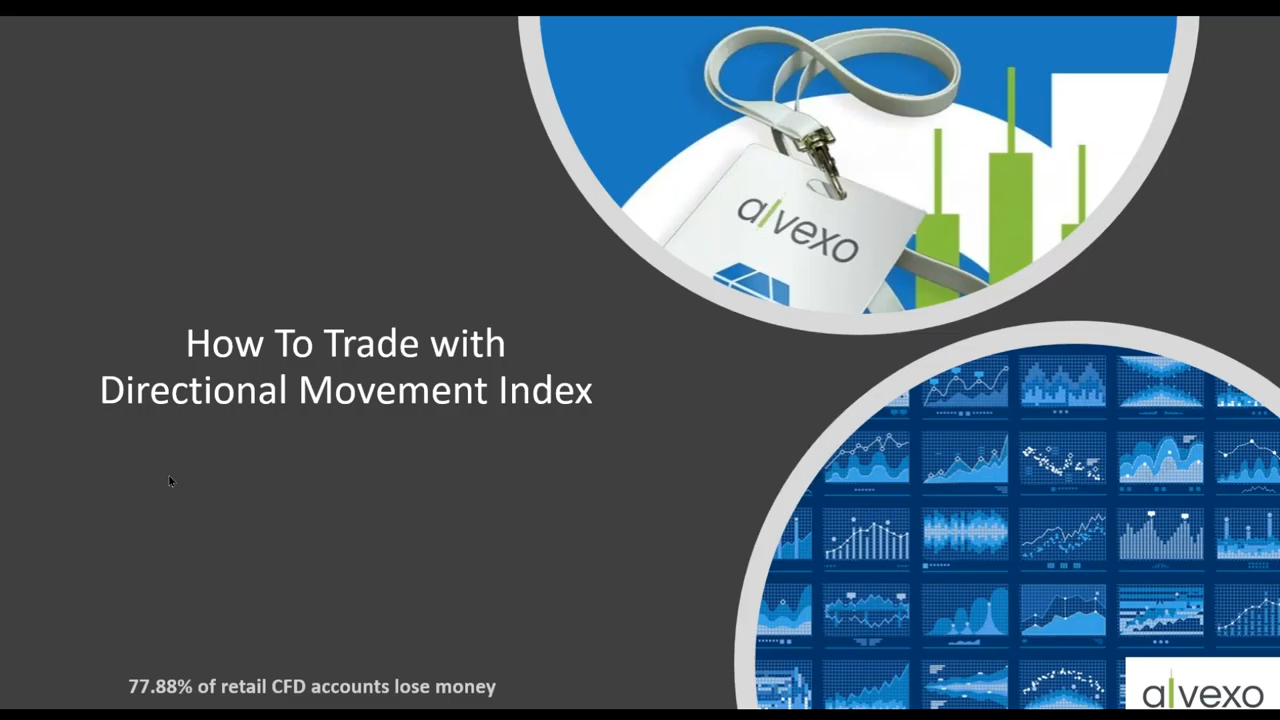 alvexo
How To Trade with
Directional Movement Index
77.88% of retail CFD accounts lose money
alvexo